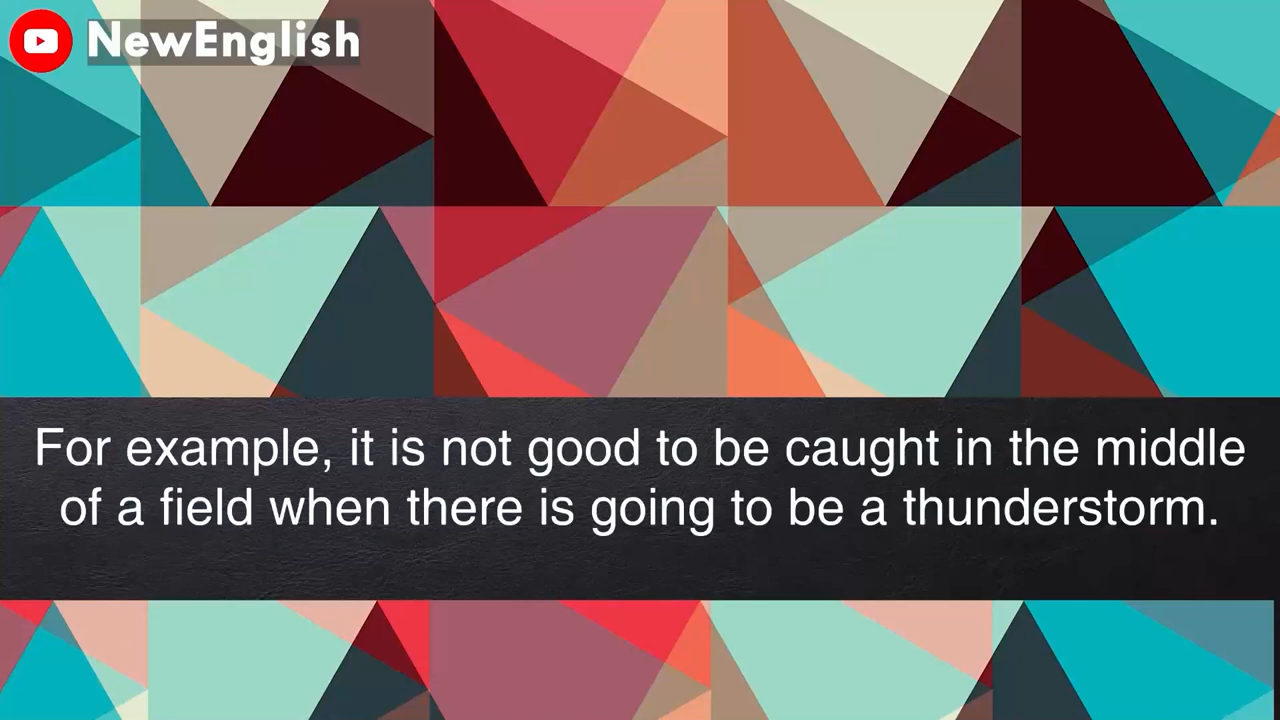 NewEnglish
For example, it is not good to be caught in the middle
of a field when there is going to be a thunderstorm.